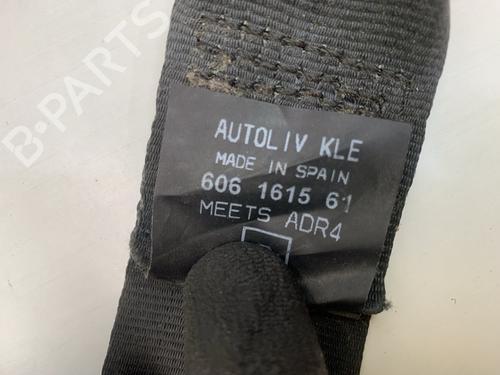 B-PARTS
AUTOLIV KLE
MADE IN SPAIN
606 1615 61
MEETS ADR4